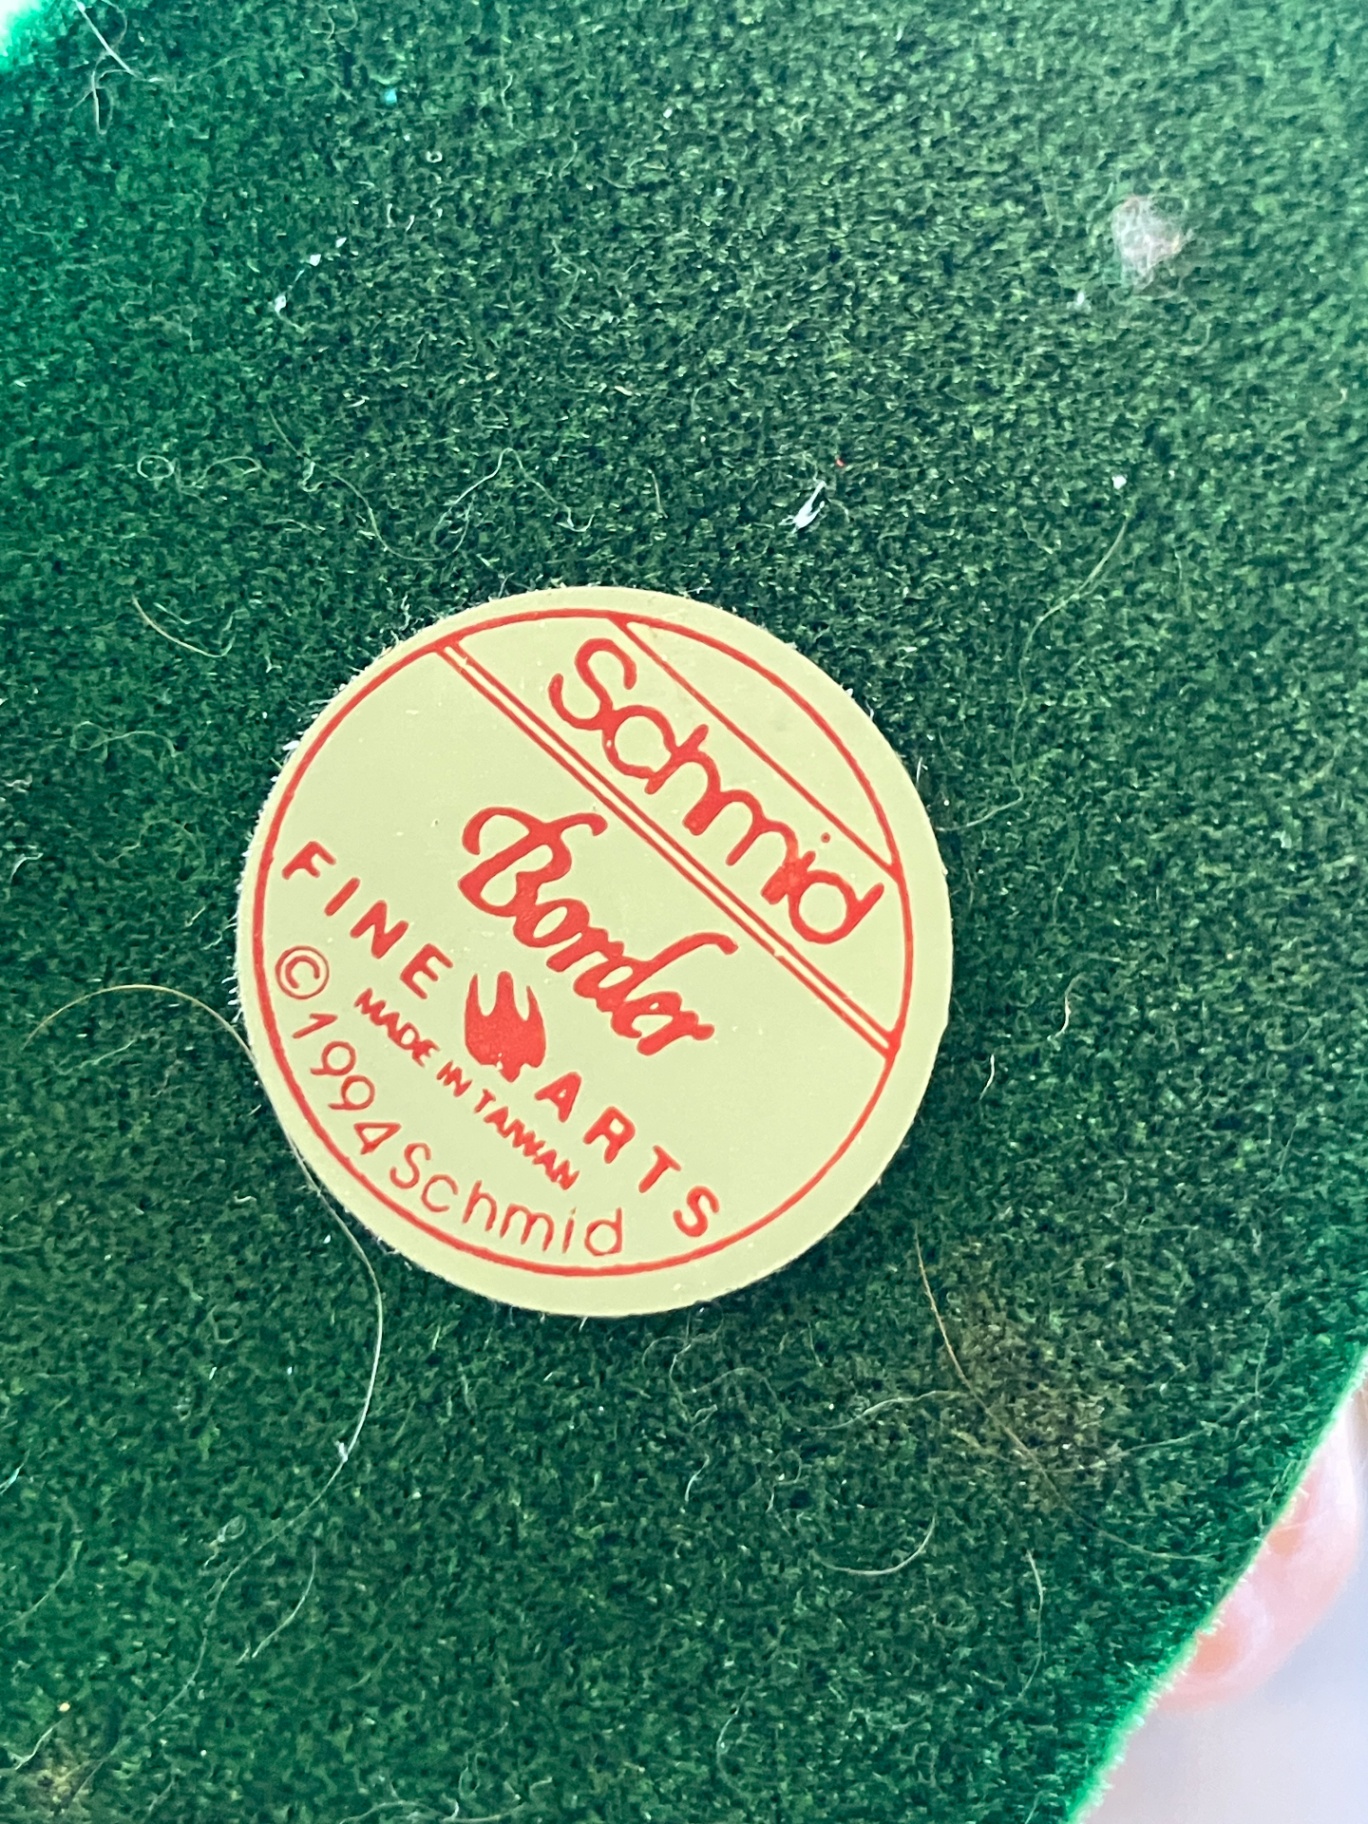 Schmid
Border
FINE ARTS
MADE IN TAIWAN
© 1994 Schmid